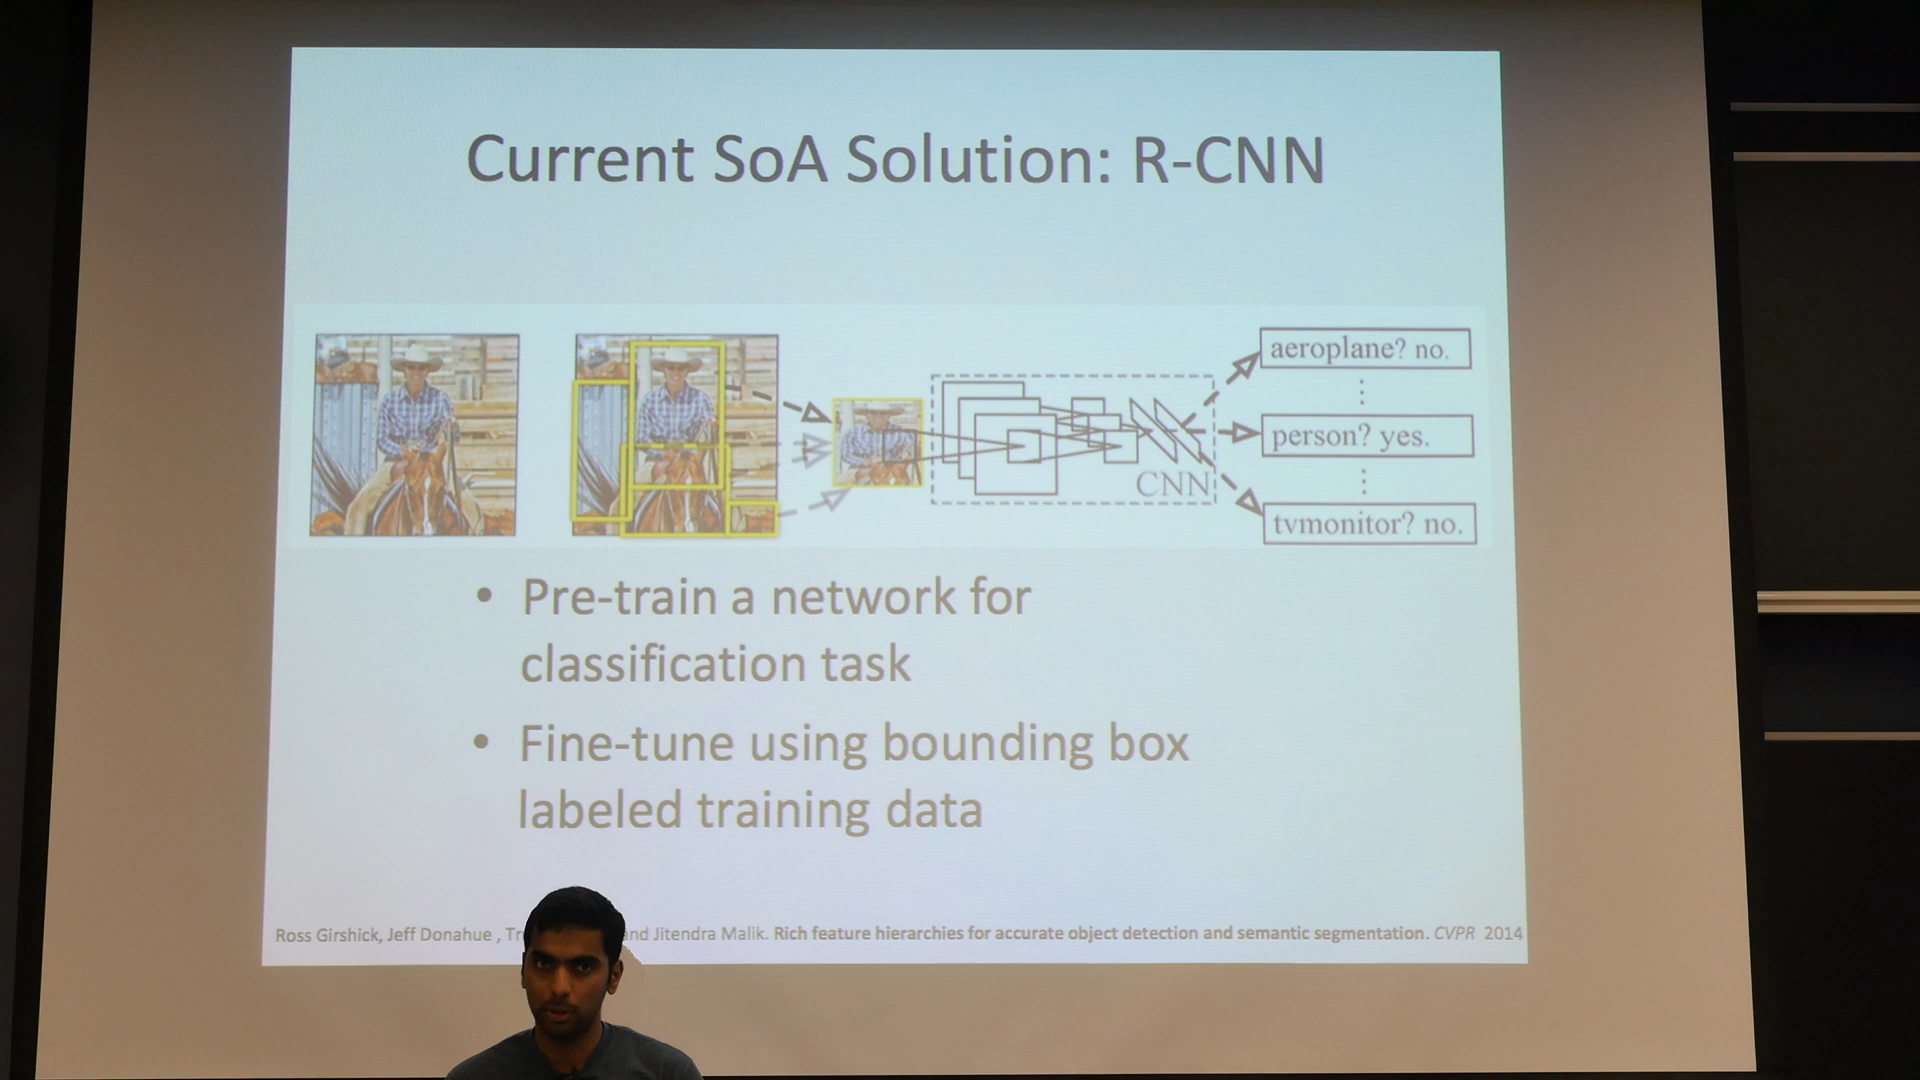 Current SoA Solution: R-CNN
aeroplane? no.
person? yes.
CNN
tvmonitor? no.
• Pre-train a network for
classification task
• Fine-tune using bounding box
labeled training data
Ross Girshick, Jeff Donahue , and Jitendra Malik. Rich feature hierarchies for accurate object detection and semantic segmentation. CVPR 2014